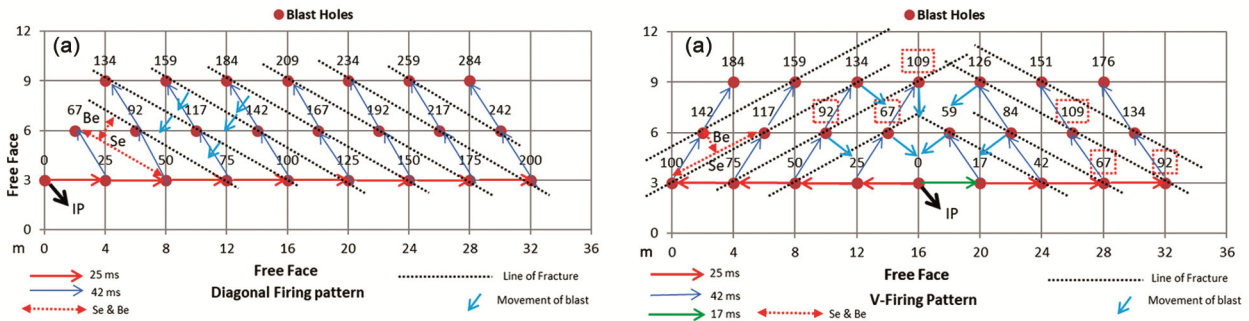 Blast Holes
(a)
12
134 159 184 209 234 259 284
9
67 92 117 142 167 192 217 242
Be
6
Se
0 25 50 75 100 125 150 175 200
3
IP
0
m 0 4 8 12 16 20 24 28 32 36
Free Face
Free Face
25 ms
42 ms
Se & Be
Diagonal Firing pattern
Line of Fracture
Movement of blast
Blast Holes
(a)
12
184 159 134 109 126 151 176
9
142 117 92 67 59 84 109 134
Be
6
Se
100 75 50 25 0 17 42 67 92
3
IP
0
m 0 4 8 12 16 20 24 28 32 36
Free Face
Free Face
25 ms
42 ms
17 ms
Se & Be
V-Firing Pattern
Line of Fracture
Movement of blast